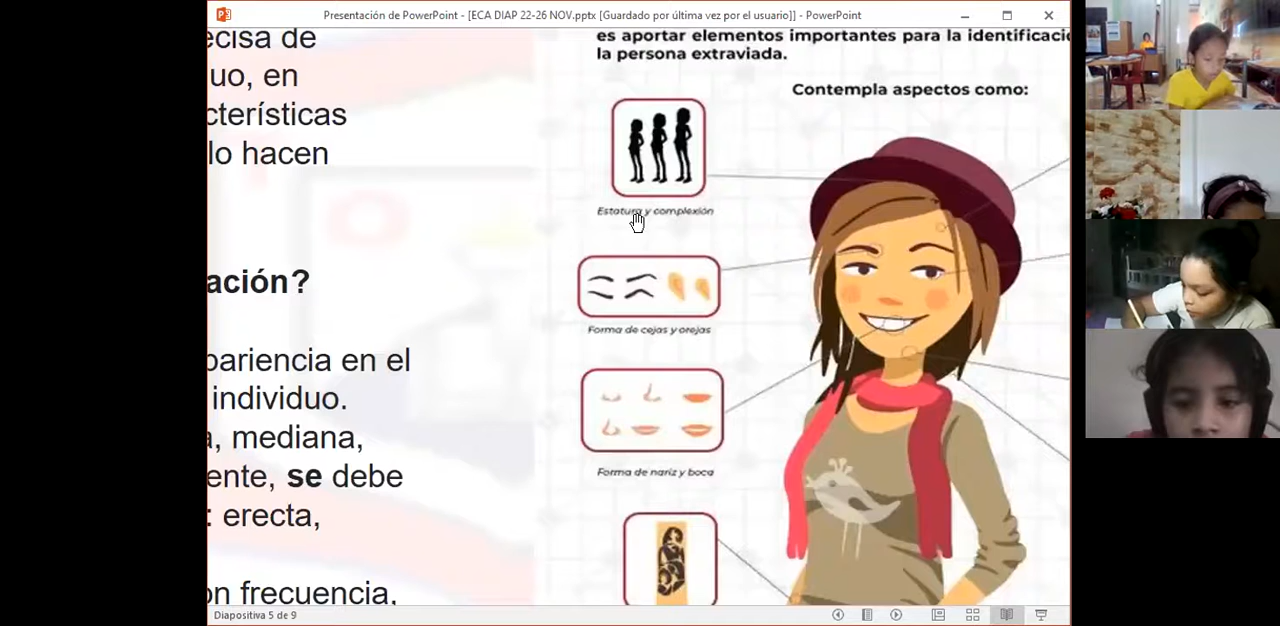 Presentación de PowerPoint - [ECA DIAP 22-26 NOV.pptx [Guardado por última vez por el usuario]] - PowerPoint
ecisa de
uo, en
cterísticas
lo hacen
ación?
pariencia en el
individuo.
a, mediana,
ente, se debe
: erecta,
on frecuencia,
es aportar elementos importantes para la identificació
la persona extraviada.
Contempla aspectos como:
Estatura y complexión
Forma de cejas y orejas
Forma de nariz y boca
Diapositiva 5 de 9